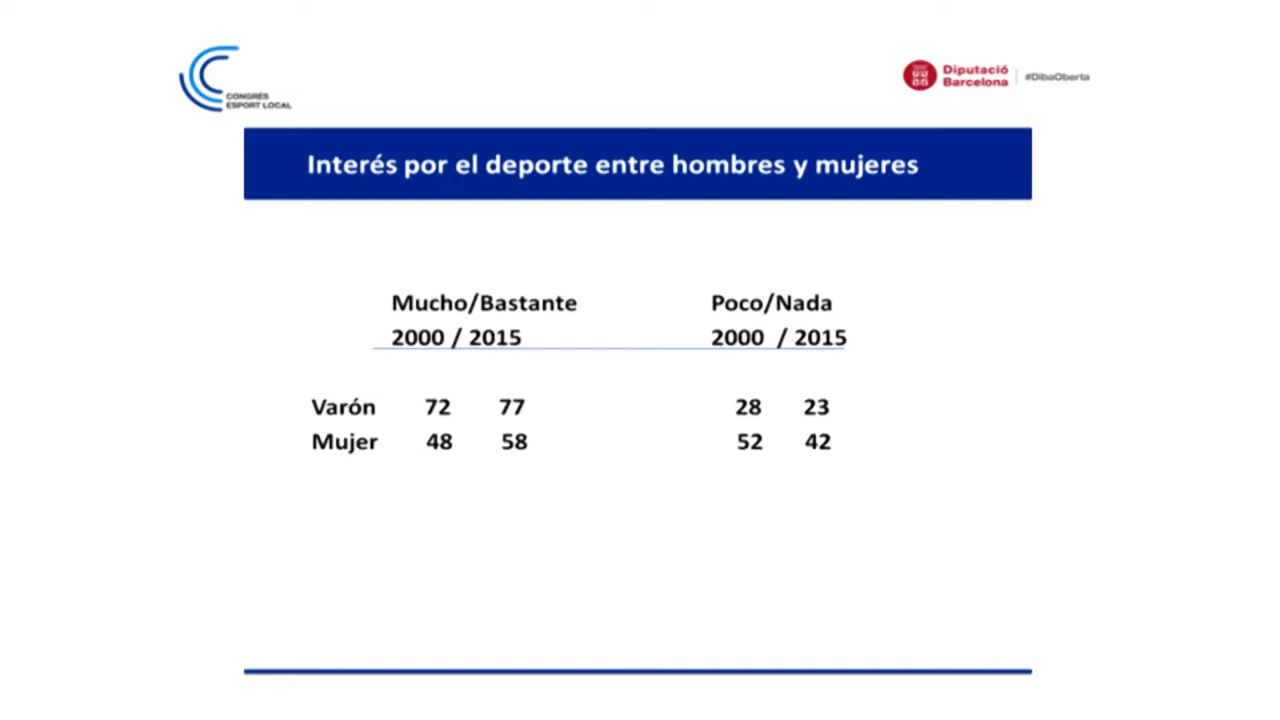 CONGRÉS
ESPORT LOCAL
Diputació
Barcelona
#DibaOberta
Interés por el deporte entre hombres y mujeres
Mucho/Bastante Poco/Nada
2000 / 2015 2000 / 2015
Varón 72 77 28 23
Mujer 48 58 52 42